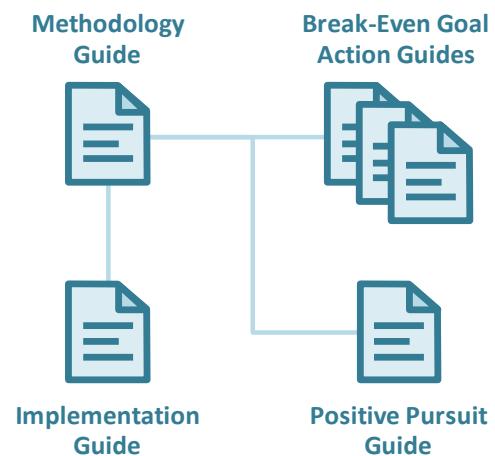 Methodology
Guide
Break-Even Goal
Action Guides
Implementation
Guide
Positive Pursuit
Guide